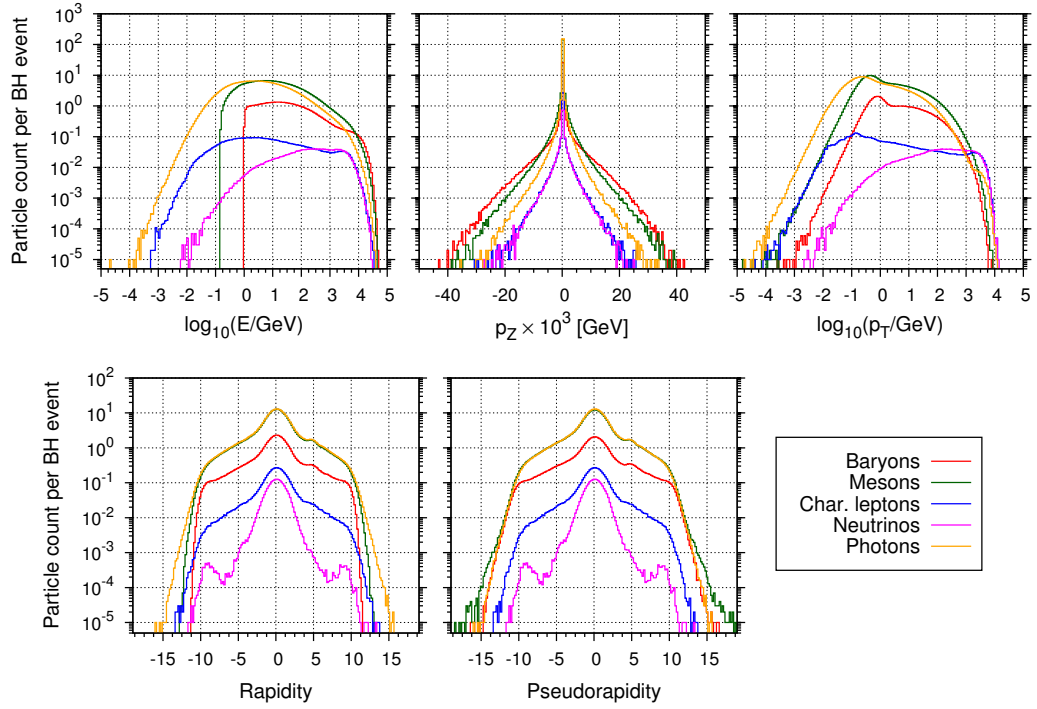 Particle count per BH event
10^3
10^2
10^1
10^0
10^-1
10^-2
10^-3
10^-4
10^-5
-5 -4 -3 -2 -1 0 1 2 3 4 5
log_10(E/GeV)
-40 -20 0 20 40
p_Z × 10^3 [GeV]
-5 -4 -3 -2 -1 0 1 2 3 4 5
log_10(p_T/GeV)
Particle count per BH event
10^2
10^1
10^0
10^-1
10^-2
10^-3
10^-4
10^-5
-15 -10 -5 0 5 10 15
Rapidity
-15 -10 -5 0 5 10 15
Pseudorapidity
Baryons
Mesons
Char. leptons
Neutrinos
Photons